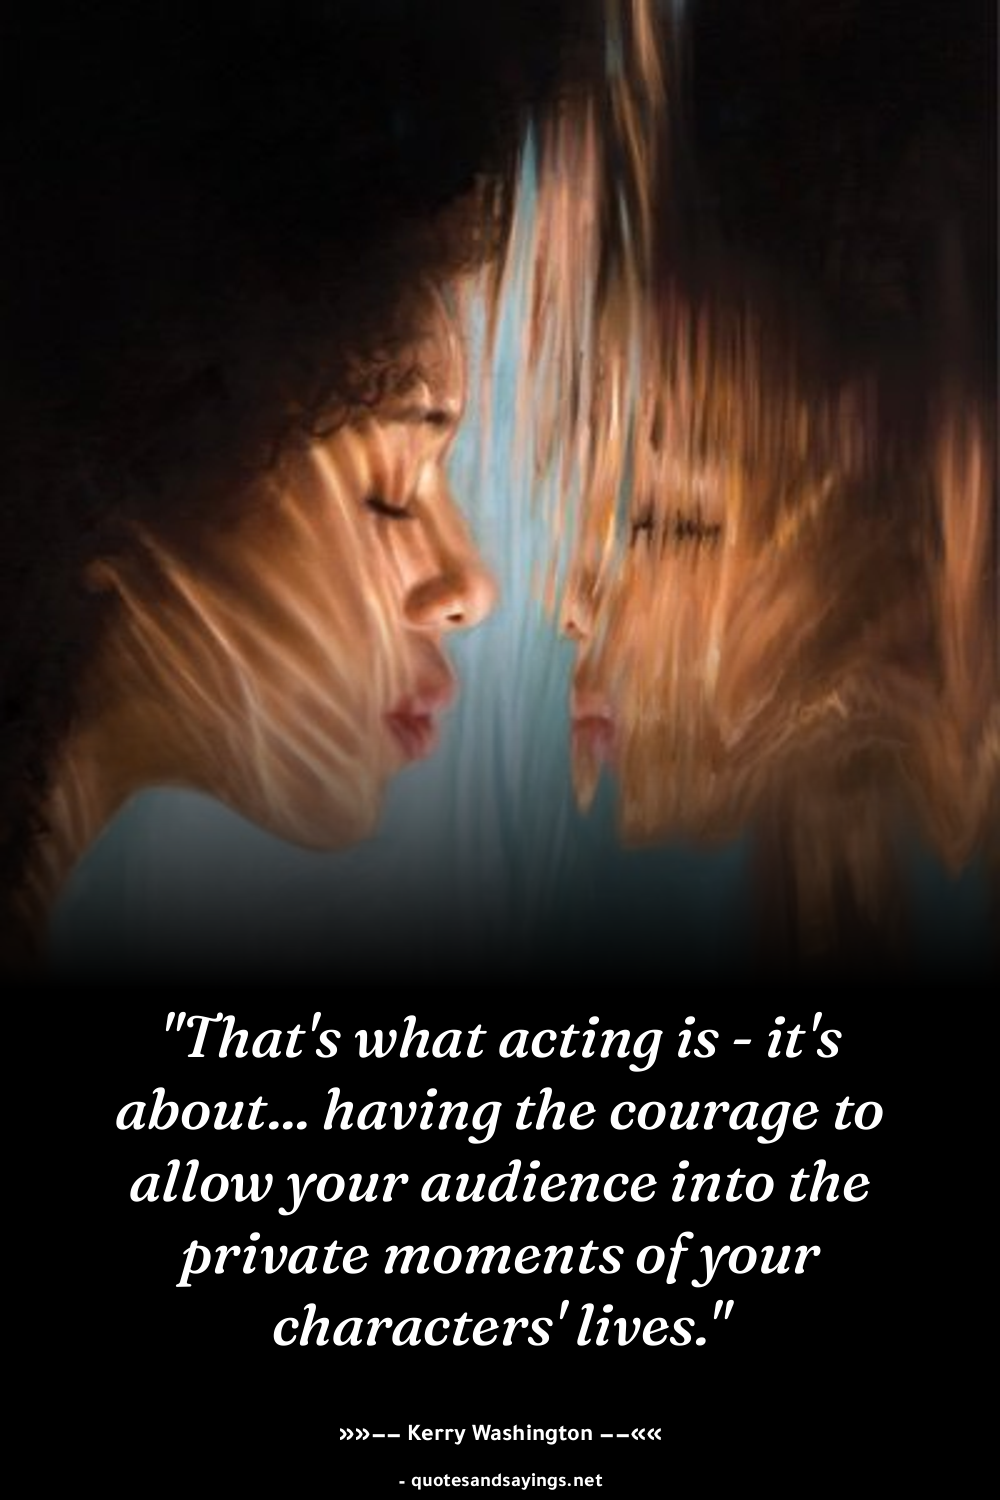 "That's what acting is - it's
about... having the courage to
allow your audience into the
private moments of your
characters' lives."
»»−− Kerry Washington −−««
- quotesandsayings.net